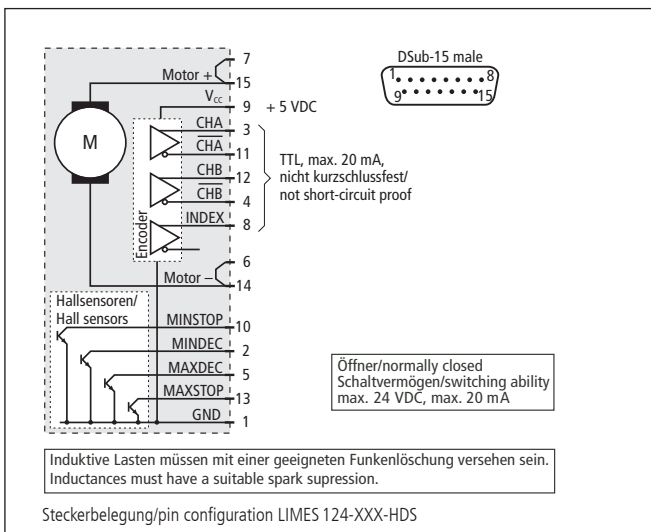 7
Motor +
15
DSub-15 male
1
8
9
15
V_CC
9
+ 5 VDC
CHA
3
C̅H̅A̅
11
CHB
12
C̅H̅B̅
4
INDEX
8
TTL, max. 20 mA,
nicht kurzschlussfest/
not short-circuit proof
M
Encoder
6
Motor –
14
Hallsensoren/
Hall sensors
MINSTOP
10
MINDEC
2
MAXDEC
5
MAXSTOP
13
GND
1
Öffner/normally closed
Schaltvermögen/switching ability
max. 24 VDC, max. 20 mA
Induktive Lasten müssen mit einer geeigneten Funkenlöschung versehen sein.
Inductances must have a suitable spark supression.
Steckerbelegung/pin configuration LIMES 124-XXX-HDS